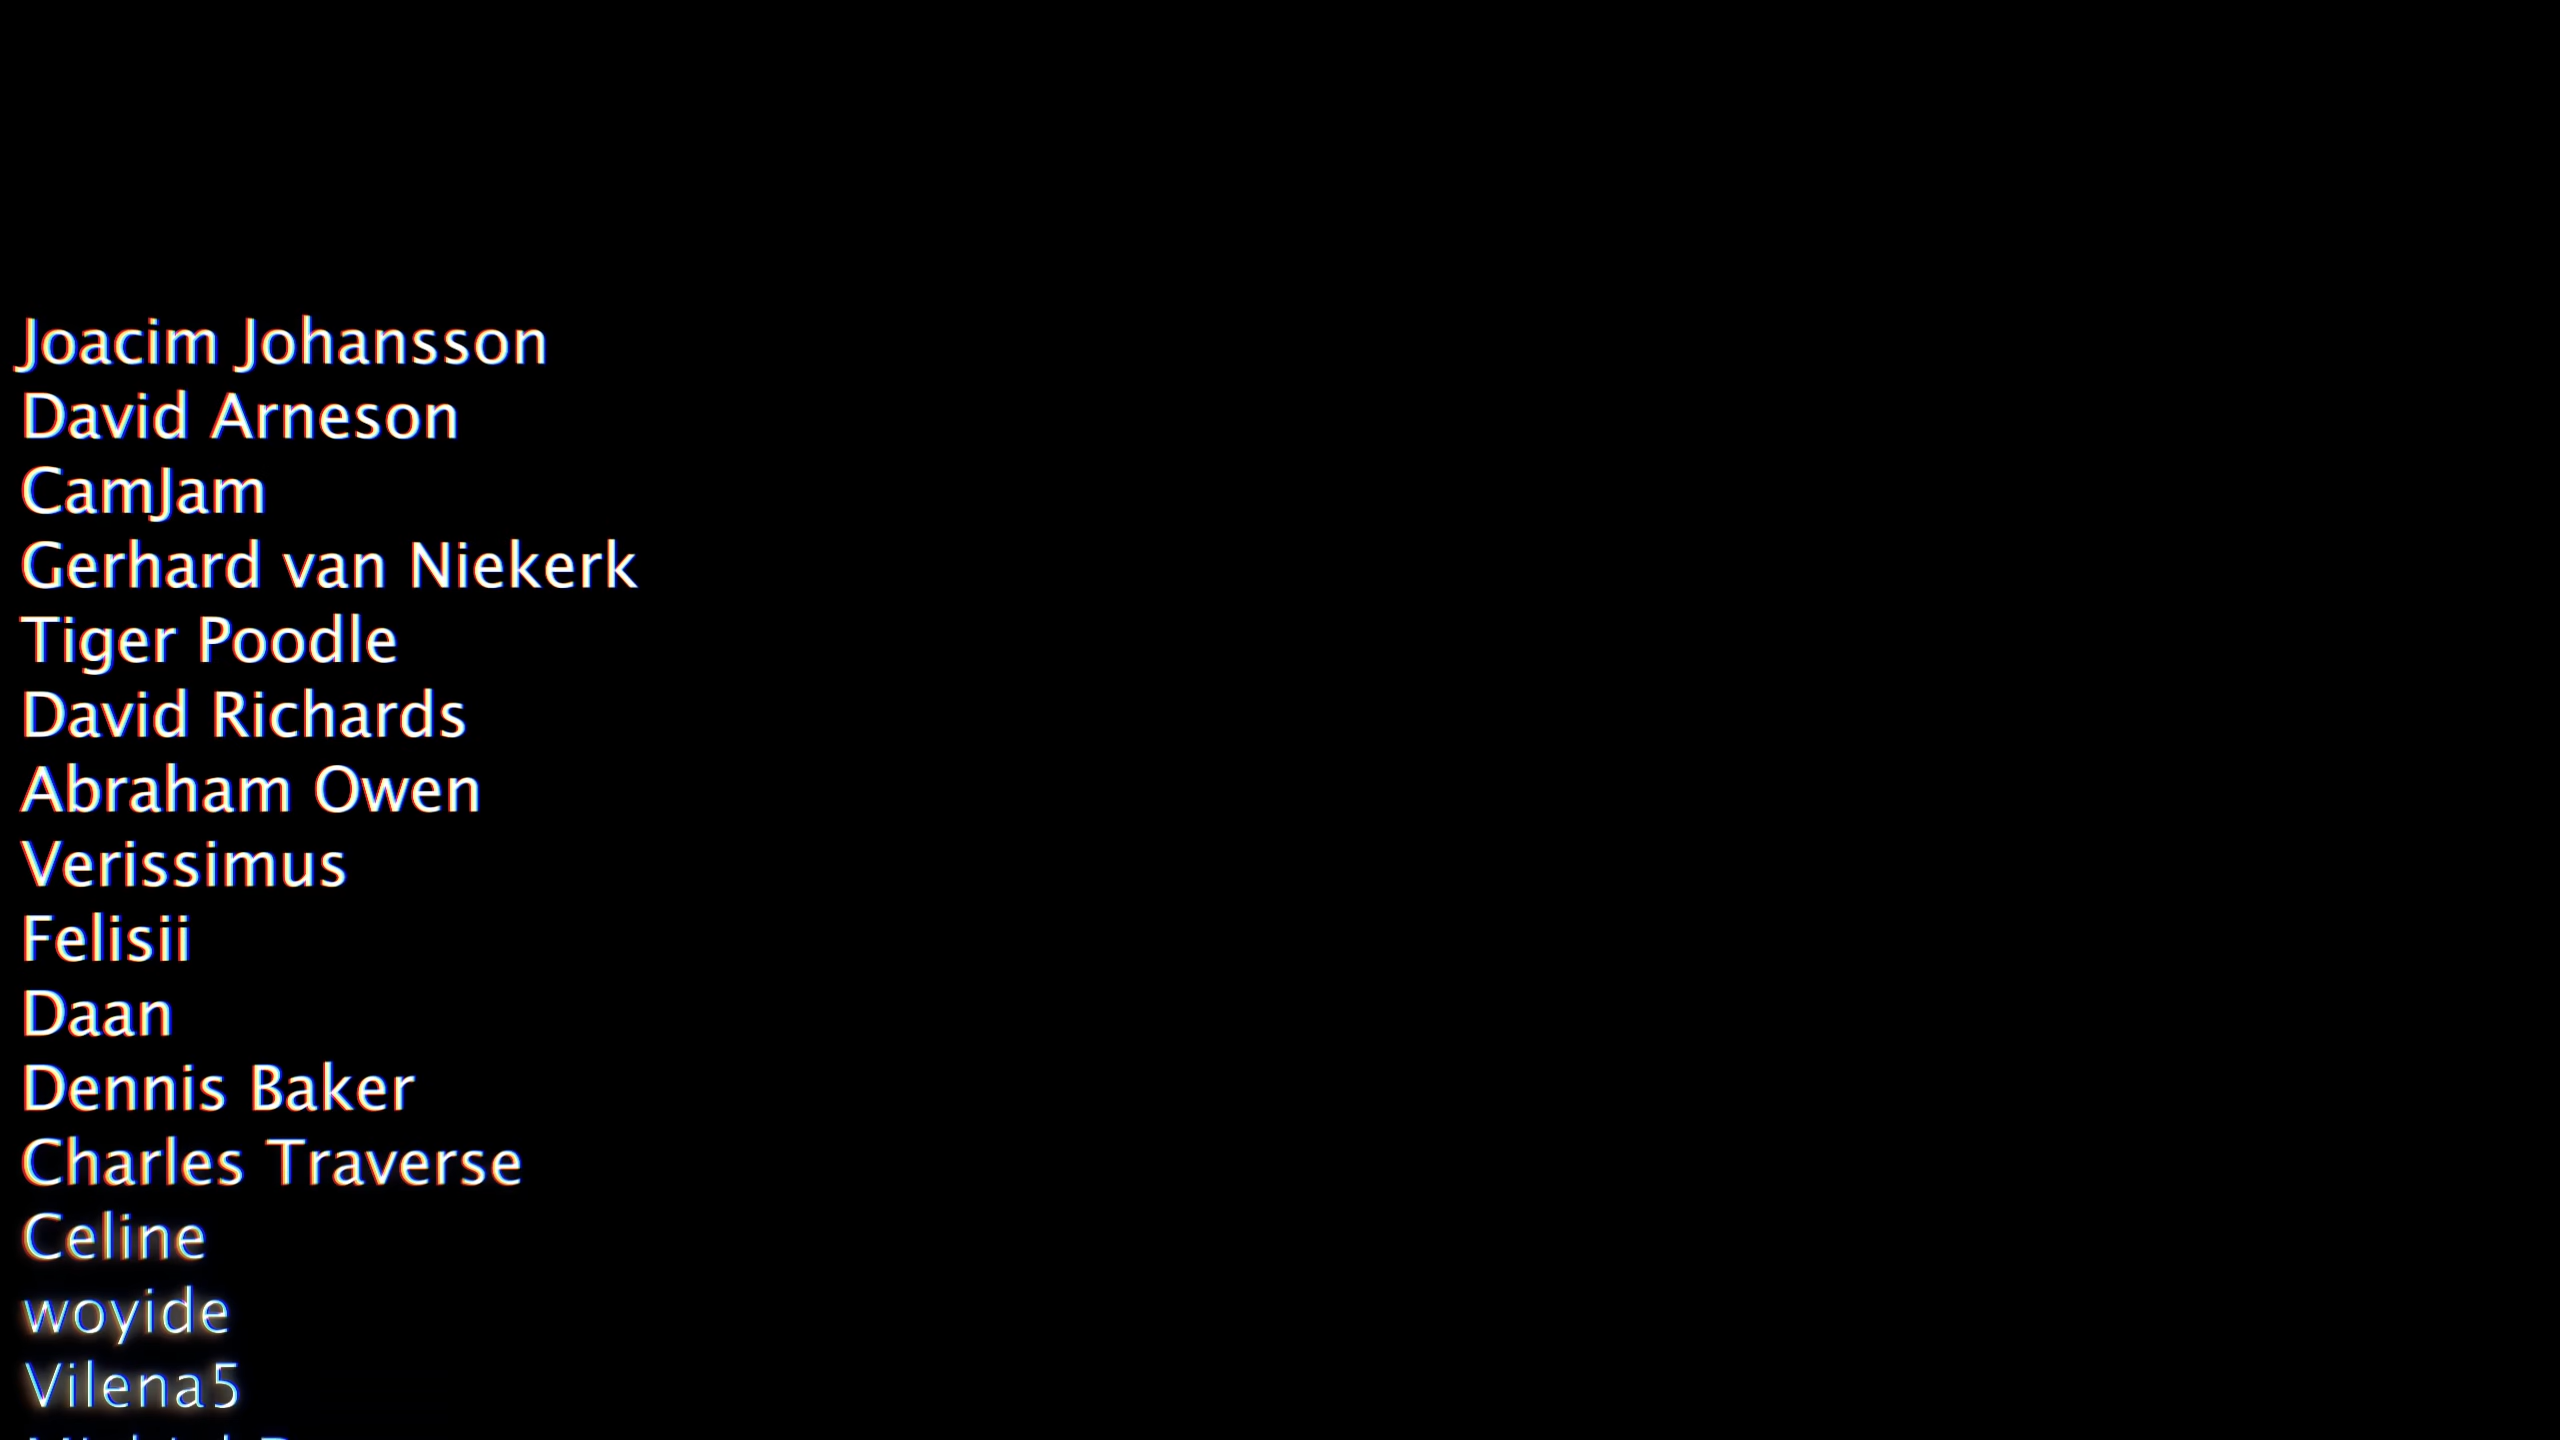 Joacim Johansson
David Arneson
CamJam
Gerhard van Niekerk
Tiger Poodle
David Richards
Abraham Owen
Verissimus
Felisii
Daan
Dennis Baker
Charles Traverse
Celine
woyide
Vilena5